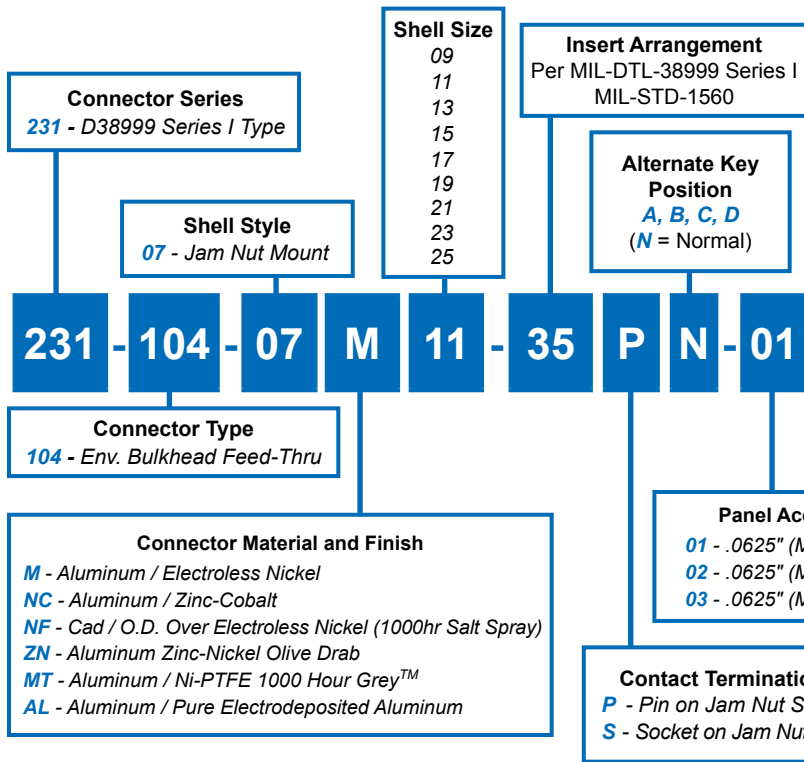 Shell Size
09
11
13
15
17
19
21
23
25
Insert Arrangement
Per MIL-DTL-38999 Series I
MIL-STD-1560
Connector Series
231 - D38999 Series I Type
Alternate Key
Position
A, B, C, D
(N = Normal)
Shell Style
07 - Jam Nut Mount
231 - 104 - 07 M 11 - 35 P N - 01
Connector Type
104 - Env. Bulkhead Feed-Thru
Connector Material and Finish
M - Aluminum / Electroless Nickel
NC - Aluminum / Zinc-Cobalt
NF - Cad / O.D. Over Electroless Nickel (1000hr Salt Spray)
ZN - Aluminum Zinc-Nickel Olive Drab
MT - Aluminum / Ni-PTFE 1000 Hour Grey™
AL - Aluminum / Pure Electrodeposited Aluminum
Panel
01 - .0625" (M
02 - .0625" (M
03 - .0625" (M
Contact
P - Pin on Jam Nut
S - Socket on Jam Nut